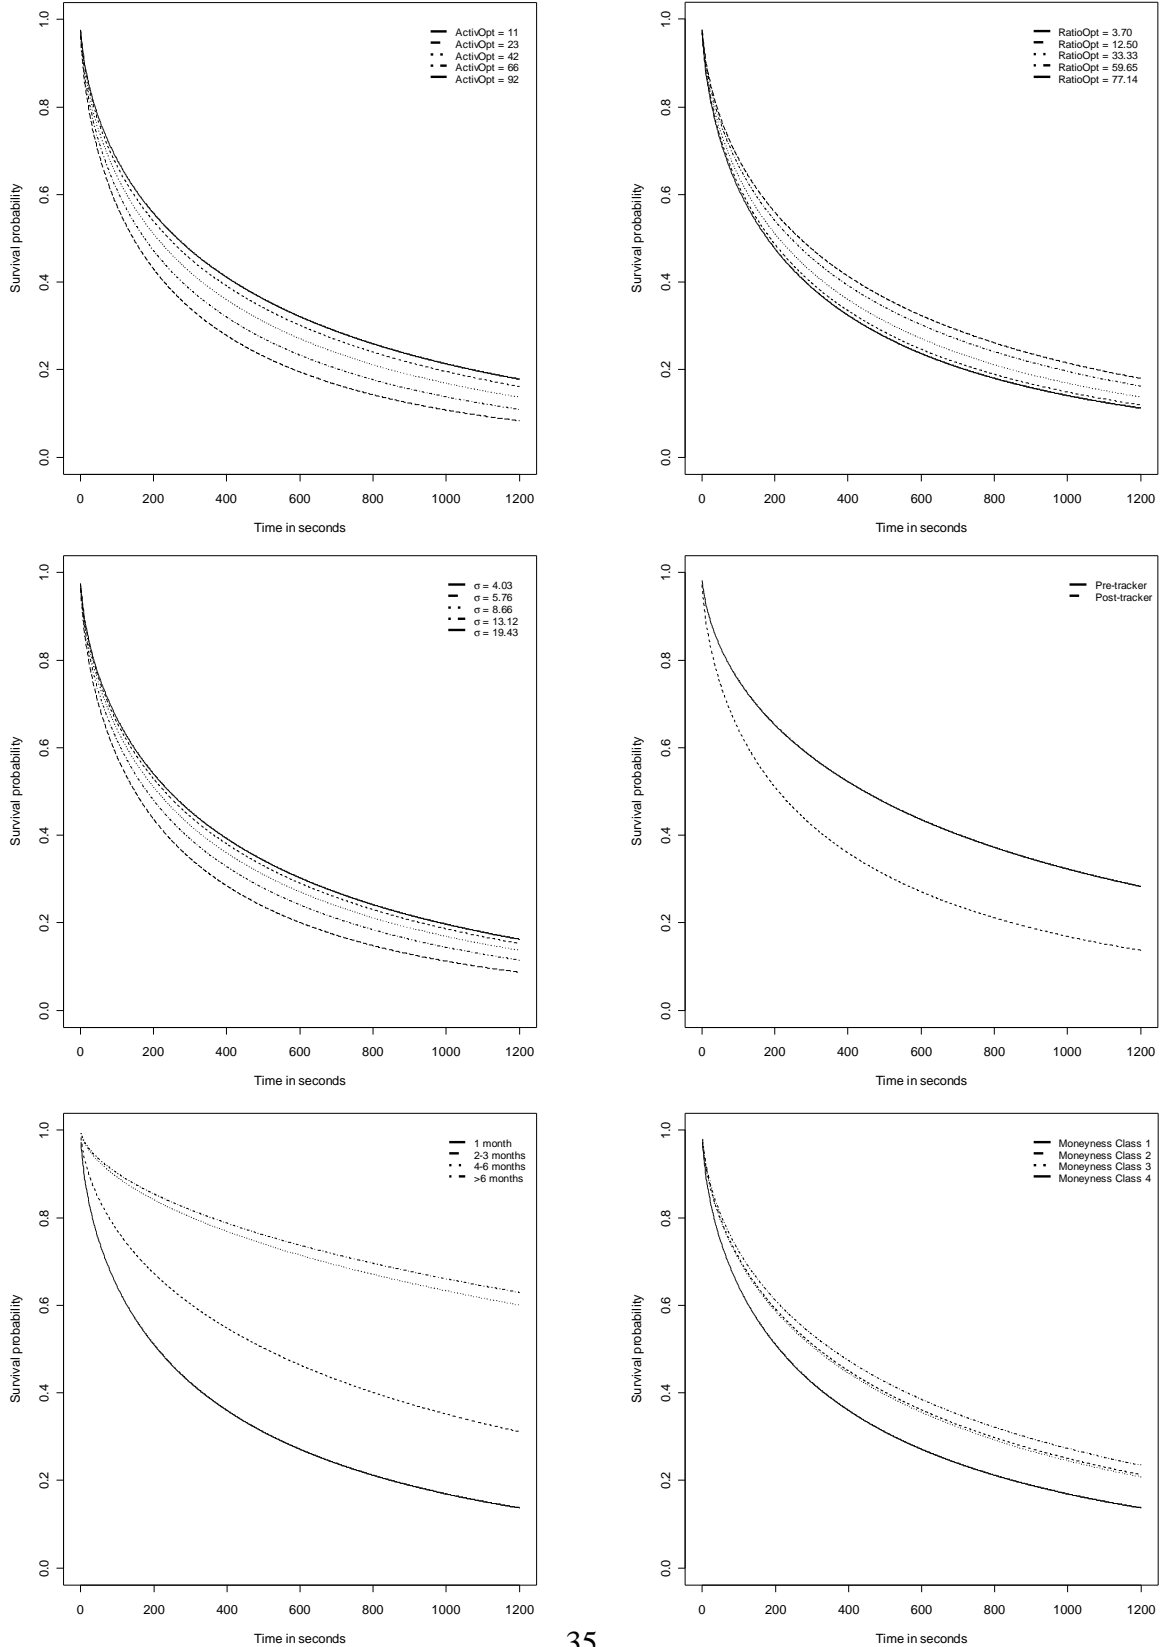 ActivOpt = 11
ActivOpt = 23
ActivOpt = 42
ActivOpt = 66
ActivOpt = 92
Survival probability
0.0 0.2 0.4 0.6 0.8 1.0
0 200 400 600 800 1000 1200
Time in seconds
RatioOpt = 3.70
RatioOpt = 12.50
RatioOpt = 33.33
RatioOpt = 59.65
RatioOpt = 77.14
Survival probability
0.0 0.2 0.4 0.6 0.8 1.0
0 200 400 600 800 1000 1200
Time in seconds
σ = 4.03
σ = 5.76
σ = 8.66
σ = 13.12
σ = 19.43
Survival probability
0.0 0.2 0.4 0.6 0.8 1.0
0 200 400 600 800 1000 1200
Time in seconds
Pre-tracker
Post-tracker
Survival probability
0.0 0.2 0.4 0.6 0.8 1.0
0 200 400 600 800 1000 1200
Time in seconds
1 month
2-3 months
4-6 months
>6 months
Survival probability
0.0 0.2 0.4 0.6 0.8 1.0
0 200 400 600 800 1000 1200
Time in seconds
Moneyness Class 1
Moneyness Class 2
Moneyness Class 3
Moneyness Class 4
Survival probability
0.0 0.2 0.4 0.6 0.8 1.0
0 200 400 600 800 1000 1200
Time in seconds
35